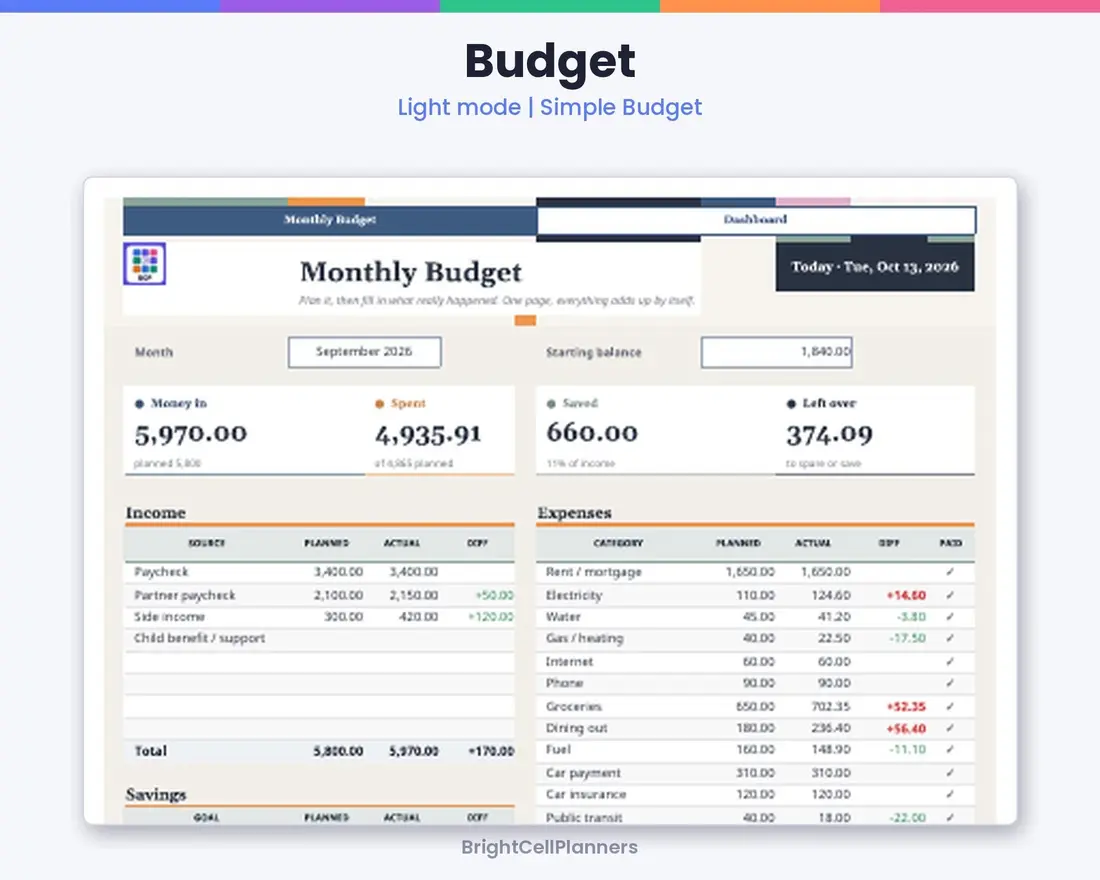 Budget
Light mode | Simple Budget
Monthly Budget
Dashboard
BCP
Monthly Budget
Plan it, then fill in what really happened. One page, everything adds up by itself.
Today · Tue, Oct 13, 2026
Month
September 2026
Starting balance
1,840.00
Money in
Spent
Saved
Left over
5,970.00
4,935.91
660.00
374.09
planned 5,800
of 4,865 planned
11% of income
to spare or save
Income
Expenses
SOURCE PLANNED ACTUAL DIFF
CATEGORY PLANNED ACTUAL DIFF PAID
Paycheck 3,400.00 3,400.00
Rent / mortgage 1,650.00 1,650.00 ✓
Partner paycheck 2,100.00 2,150.00 +50.00
Electricity 110.00 124.60 +14.60 ✓
Side income 300.00 420.00 +120.00
Water 45.00 41.20 -3.80 ✓
Child benefit / support
Gas / heating 40.00 22.50 -17.50 ✓
Internet 60.00 60.00 ✓
Phone 90.00 90.00 ✓
Groceries 650.00 702.35 +52.35 ✓
Dining out 180.00 236.40 +56.40 ✓
Total 5,800.00 5,970.00 +170.00
Fuel 160.00 148.90 -11.10 ✓
Car payment 310.00 310.00 ✓
Savings
Car insurance 120.00 120.00 ✓
GOAL PLANNED ACTUAL DIFF
Public transit 40.00 18.00 -22.00 ✓
BrightCellPlanners